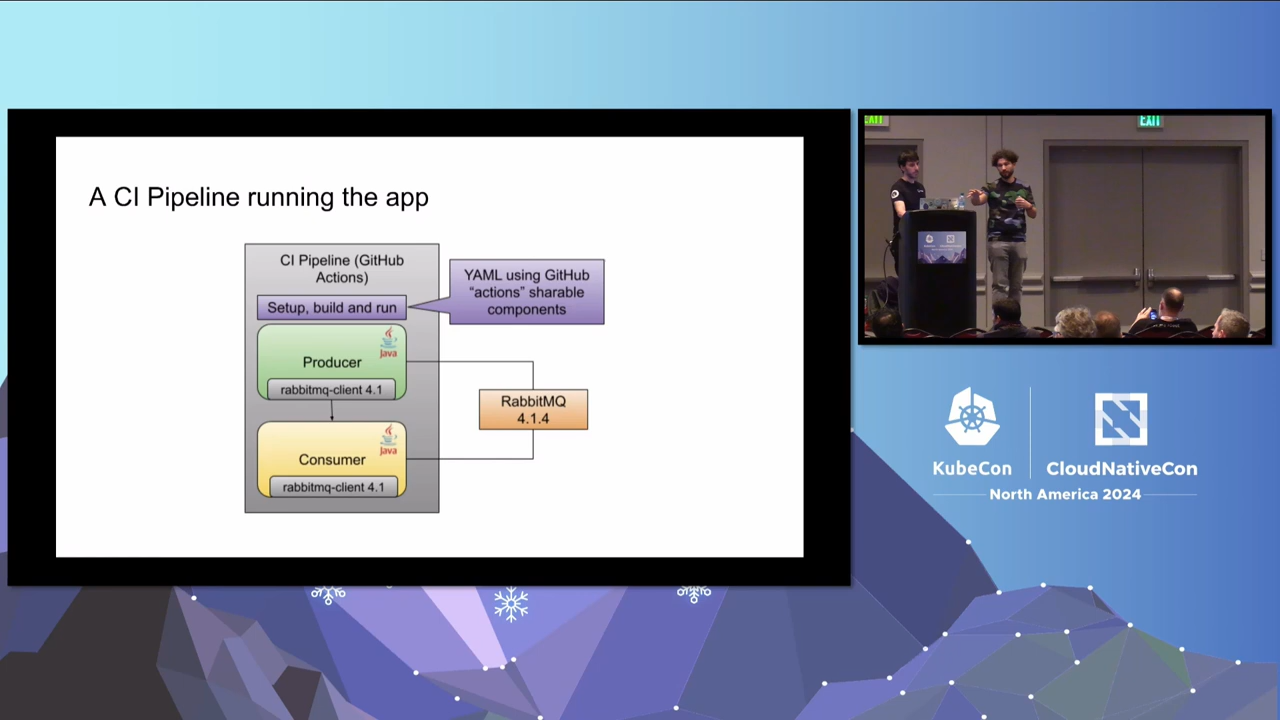 A CI Pipeline running the app
CI Pipeline (GitHub
Actions)
Setup, build and run
YAML using GitHub
“actions” sharable
components
Java
Producer
rabbitmq-client 4.1
RabbitMQ
4.1.4
Java
Consumer
rabbitmq-client 4.1
EXIT
EXIT
KubeCon
CloudNativeCon
North America 2024